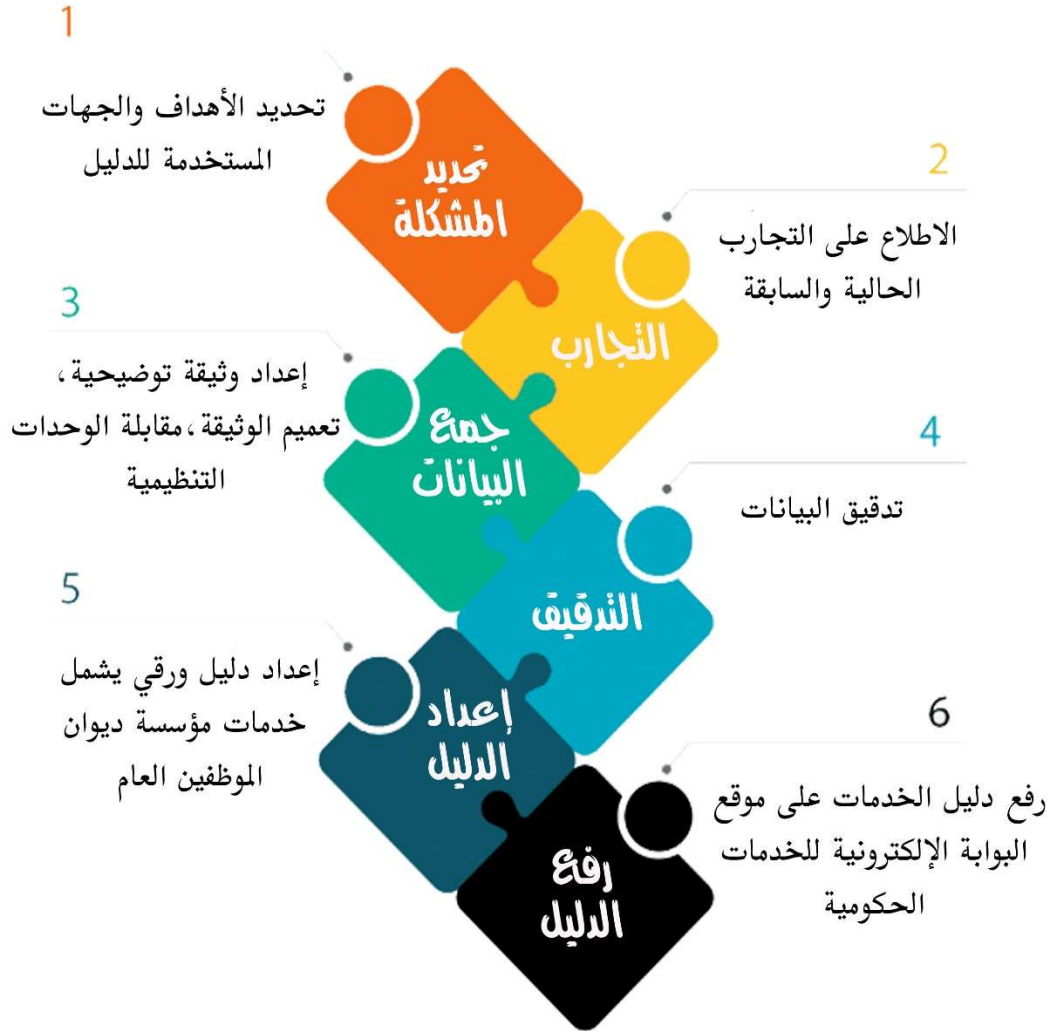 1
تحديد الأهداف والجهات
المستخدمة للدليل
تحديد
المشكلة
2
الاطلاع على التجارب
الحالية والسابقة
التجارب
3
إعداد وثيقة توضيحية،
تعميم الوثيقة،مقابلة الوحدات
التنظيمية
جمع
البيانات
4
تدقيق البيانات
التدقيق
5
إعداد دليل ورقي يشمل
خدمات مؤسسة ديوان
الموظفين العام
إعداد
الدليل
6
رفع دليل الخدمات على موقع
البوابة الإلكترونية للخدمات
الحكومية
رفع
الدليل